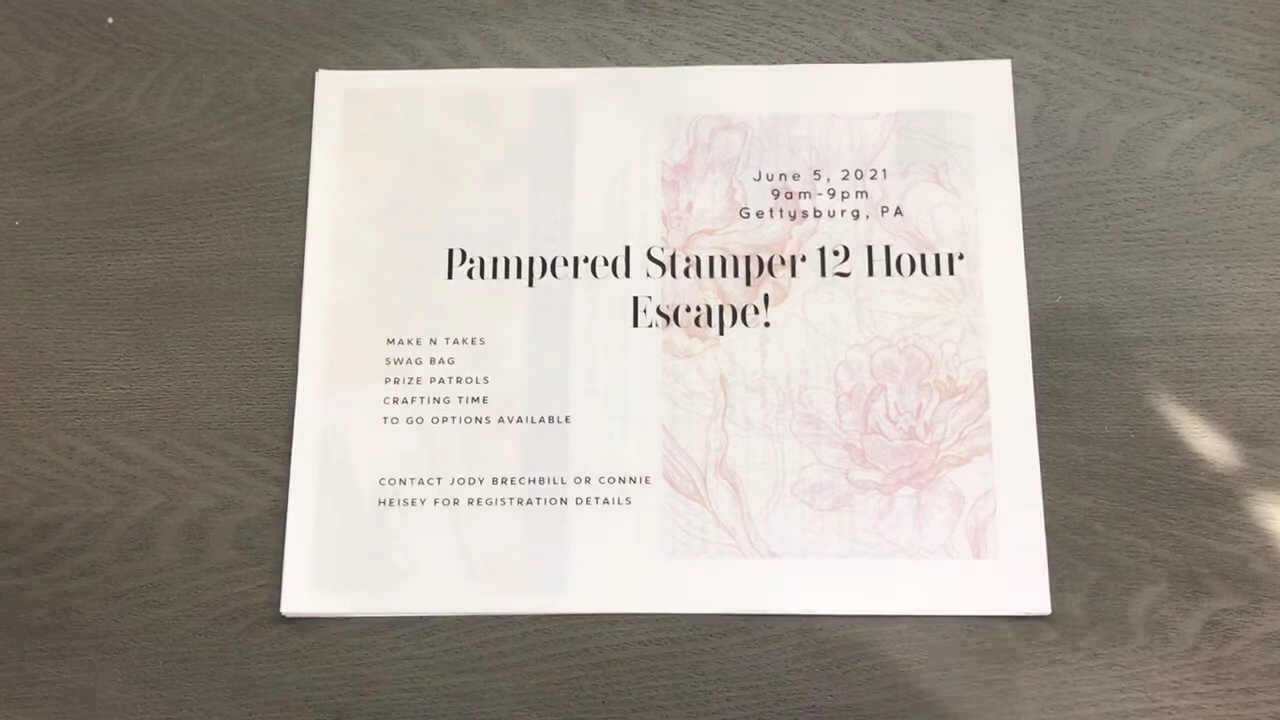 June 5, 2021
9am-9pm
Gettysburg, PA
Pampered Stamper 12 Hour
Escape!
MAKE N TAKES
SWAG BAG
PRIZE PATROLS
CRAFTING TIME
TO GO OPTIONS AVAILABLE
CONTACT JODY BRECHBILL OR CONNIE
HEISEY FOR REGISTRATION DETAILS